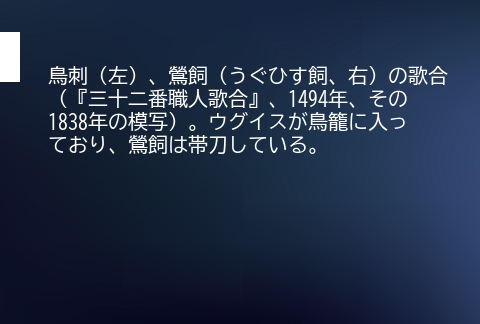 鳥刺（左）、鶯飼（うぐひす飼、右）の歌合
（『三十二番職人歌合』、1494年、その
1838年の模写）。ウグイスが鳥籠に入っ
ており、鶯飼は帯刀している。